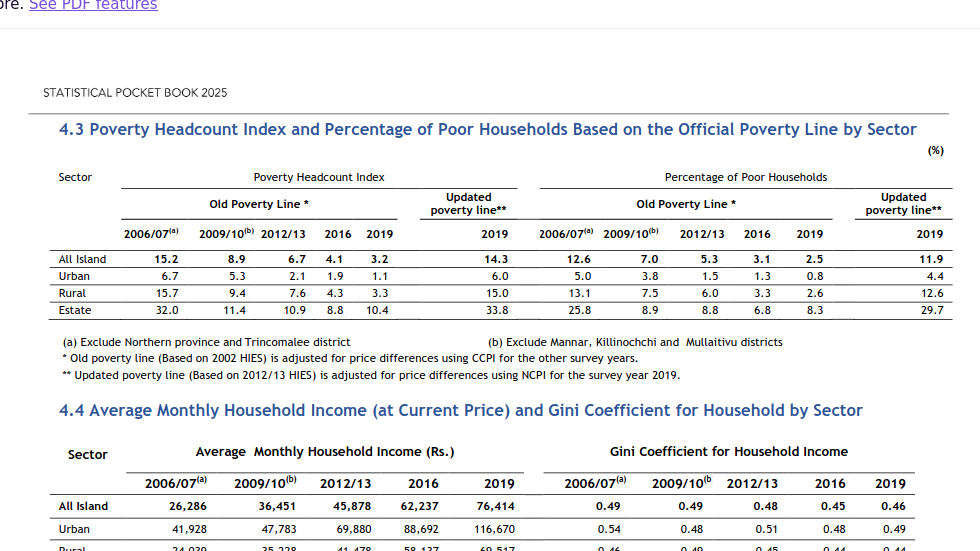 ore. See PDF features
STATISTICAL POCKET BOOK 2025
4.3 Poverty Headcount Index and Percentage of Poor Households Based on the Official Poverty Line by Sector
(%)
Sector Poverty Headcount Index Percentage of Poor Households
Old Poverty Line * Updated poverty line** Old Poverty Line * Updated poverty line**
2006/07(a) 2009/10(b) 2012/13 2016 2019 2019 2006/07(a) 2009/10(b) 2012/13 2016 2019 2019
All Island 15.2 8.9 6.7 4.1 3.2 14.3 12.6 7.0 5.3 3.1 2.5 11.9
Urban 6.7 5.3 2.1 1.9 1.1 6.0 5.0 3.8 1.5 1.3 0.8 4.4
Rural 15.7 9.4 7.6 4.3 3.3 15.0 13.1 7.5 6.0 3.3 2.6 12.6
Estate 32.0 11.4 10.9 8.8 10.4 33.8 25.8 8.9 8.8 6.8 8.3 29.7
(a) Exclude Northern province and Trincomalee district (b) Exclude Mannar, Killinochchi and Mullaitivu districts
* Old poverty line (Based on 2002 HIES) is adjusted for price differences using CCPI for the other survey years.
** Updated poverty line (Based on 2012/13 HIES) is adjusted for price differences using NCPI for the survey year 2019.
4.4 Average Monthly Household Income (at Current Price) and Gini Coefficient for Household by Sector
Sector Average Monthly Household Income (Rs.) Gini Coefficient for Household Income
2006/07(a) 2009/10(b) 2012/13 2016 2019 2006/07(a) 2009/10(b 2012/13 2016 2019
All Island 26,286 36,451 45,878 62,237 76,414 0.49 0.49 0.48 0.45 0.46
Urban 41,928 47,783 69,880 88,692 116,670 0.54 0.48 0.51 0.48 0.49
Rural